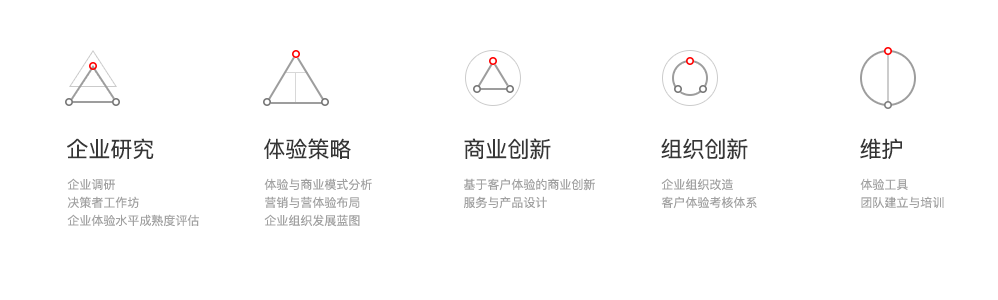 企业研究
企业调研
决策者工作坊
企业体验水平成熟度评估
体验策略
体验与商业模式分析
营销与营体验布局
企业组织发展蓝图
商业创新
基于客户体验的商业创新
服务与产品设计
组织创新
企业组织改造
客户体验考核体系
维护
体验工具
团队建立与培训